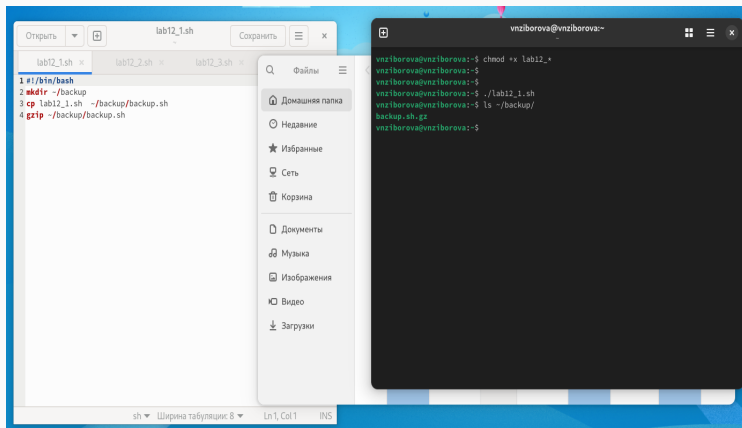 Открыть
lab12_1.sh
Сохранить
lab12_1.sh
lab12_2.sh
lab12_3.sh
1 #!/bin/bash
2 mkdir ~/backup
3 cp lab12_1.sh  ~/backup/backup.sh
4 gzip ~/backup/backup.sh
sh
Ширина табуляции: 8
Ln 1, Col 1
INS
Файлы
Домашняя папка
Недавние
Избранные
Сеть
Корзина
Документы
Музыка
Изображения
Видео
Загрузки
vnziborova@vnziborova:~
vnziborova@vnziborova:~$ chmod +x lab12_*
vnziborova@vnziborova:~$
vnziborova@vnziborova:~$
vnziborova@vnziborova:~$ ./lab12_1.sh
vnziborova@vnziborova:~$ ls ~/backup/
backup.sh.gz
vnziborova@vnziborova:~$